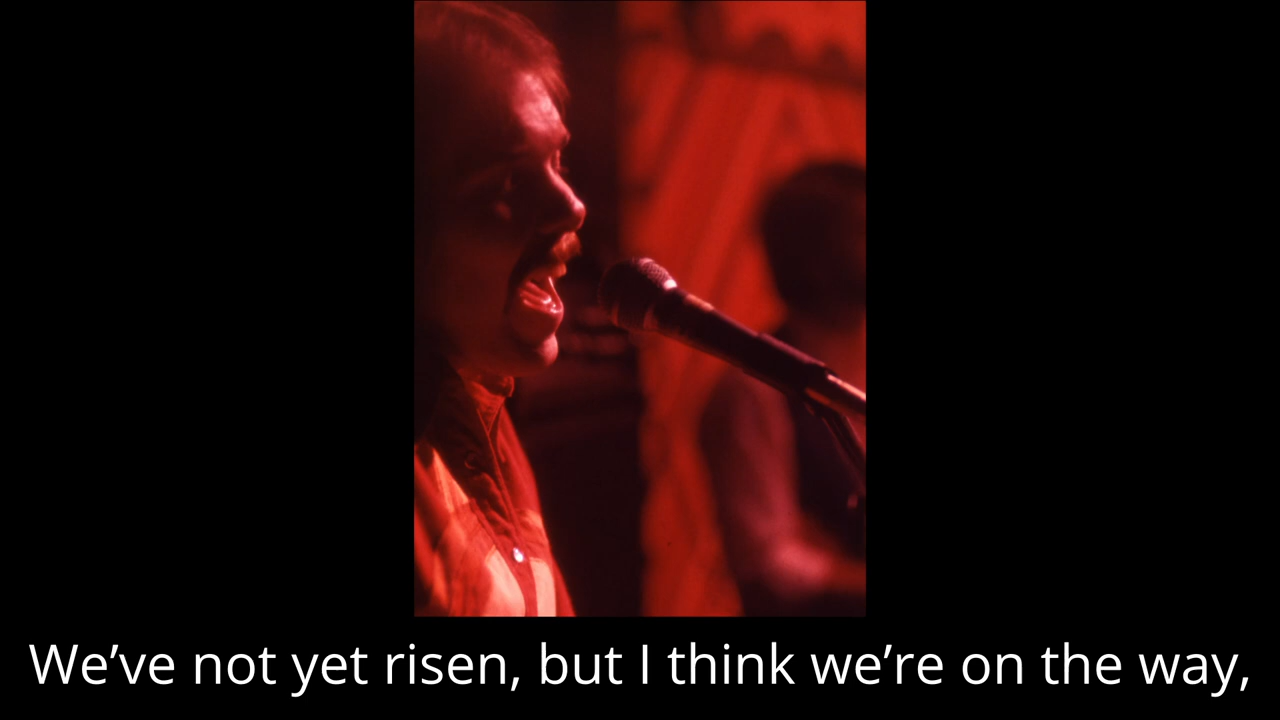 We’ve not yet risen, but I think we’re on the way,